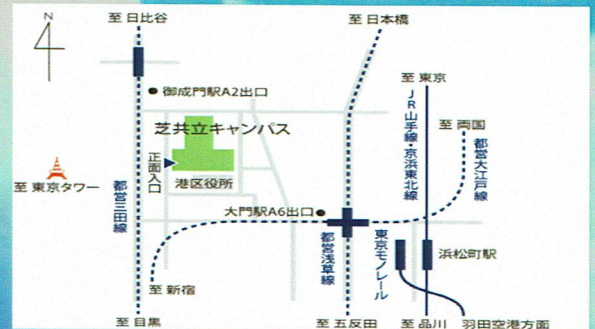 N
至 日比谷
至 日本橋
至 東京
御成門駅A2出口
至 両国
芝共立キャンパス
JR山手線・京浜東北線
都営大江戸線
正面入口
至 東京タワー
港区役所
都営三田線
大門駅A6出口
都営浅草線
東京モノレール
浜松町駅
至 新宿
至 目黒
至 五反田
至 品川
羽田空港方面